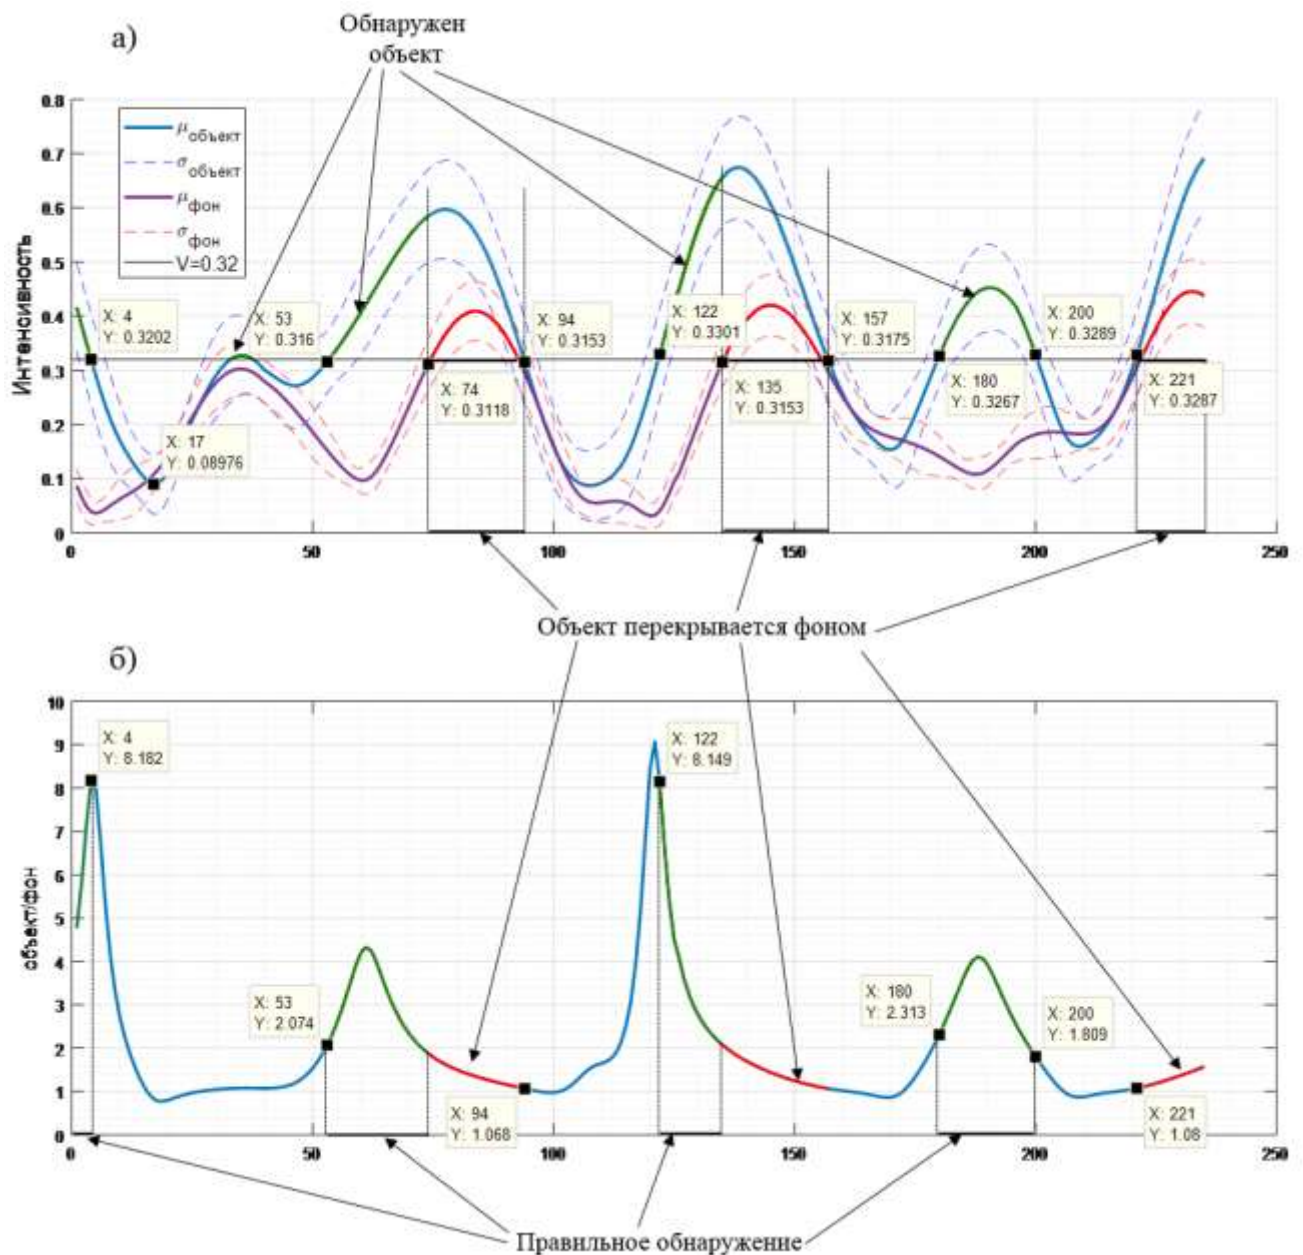 а)
Обнаружен
объект
0.8
0.7
0.6
0.5
0.4
0.3
0.2
0.1
0
Интенсивность
μобъект
σобъект
μфон
σфон
V=0.32
X: 4
Y: 0.3202
X: 17
Y: 0.08976
X: 53
Y: 0.316
X: 74
Y: 0.3118
X: 94
Y: 0.3153
X: 122
Y: 0.3301
X: 135
Y: 0.3153
X: 157
Y: 0.3175
X: 180
Y: 0.3267
X: 200
Y: 0.3289
X: 221
Y: 0.3287
0 50 100 150 200 250
Объект перекрывается фоном
б)
10
9
8
7
6
5
4
3
2
1
0
объект/фон
X: 4
Y: 8.182
X: 53
Y: 2.074
X: 94
Y: 1.068
X: 122
Y: 8.149
X: 180
Y: 2.313
X: 200
Y: 1.809
X: 221
Y: 1.08
0 50 100 150 200 250
Правильное обнаружение